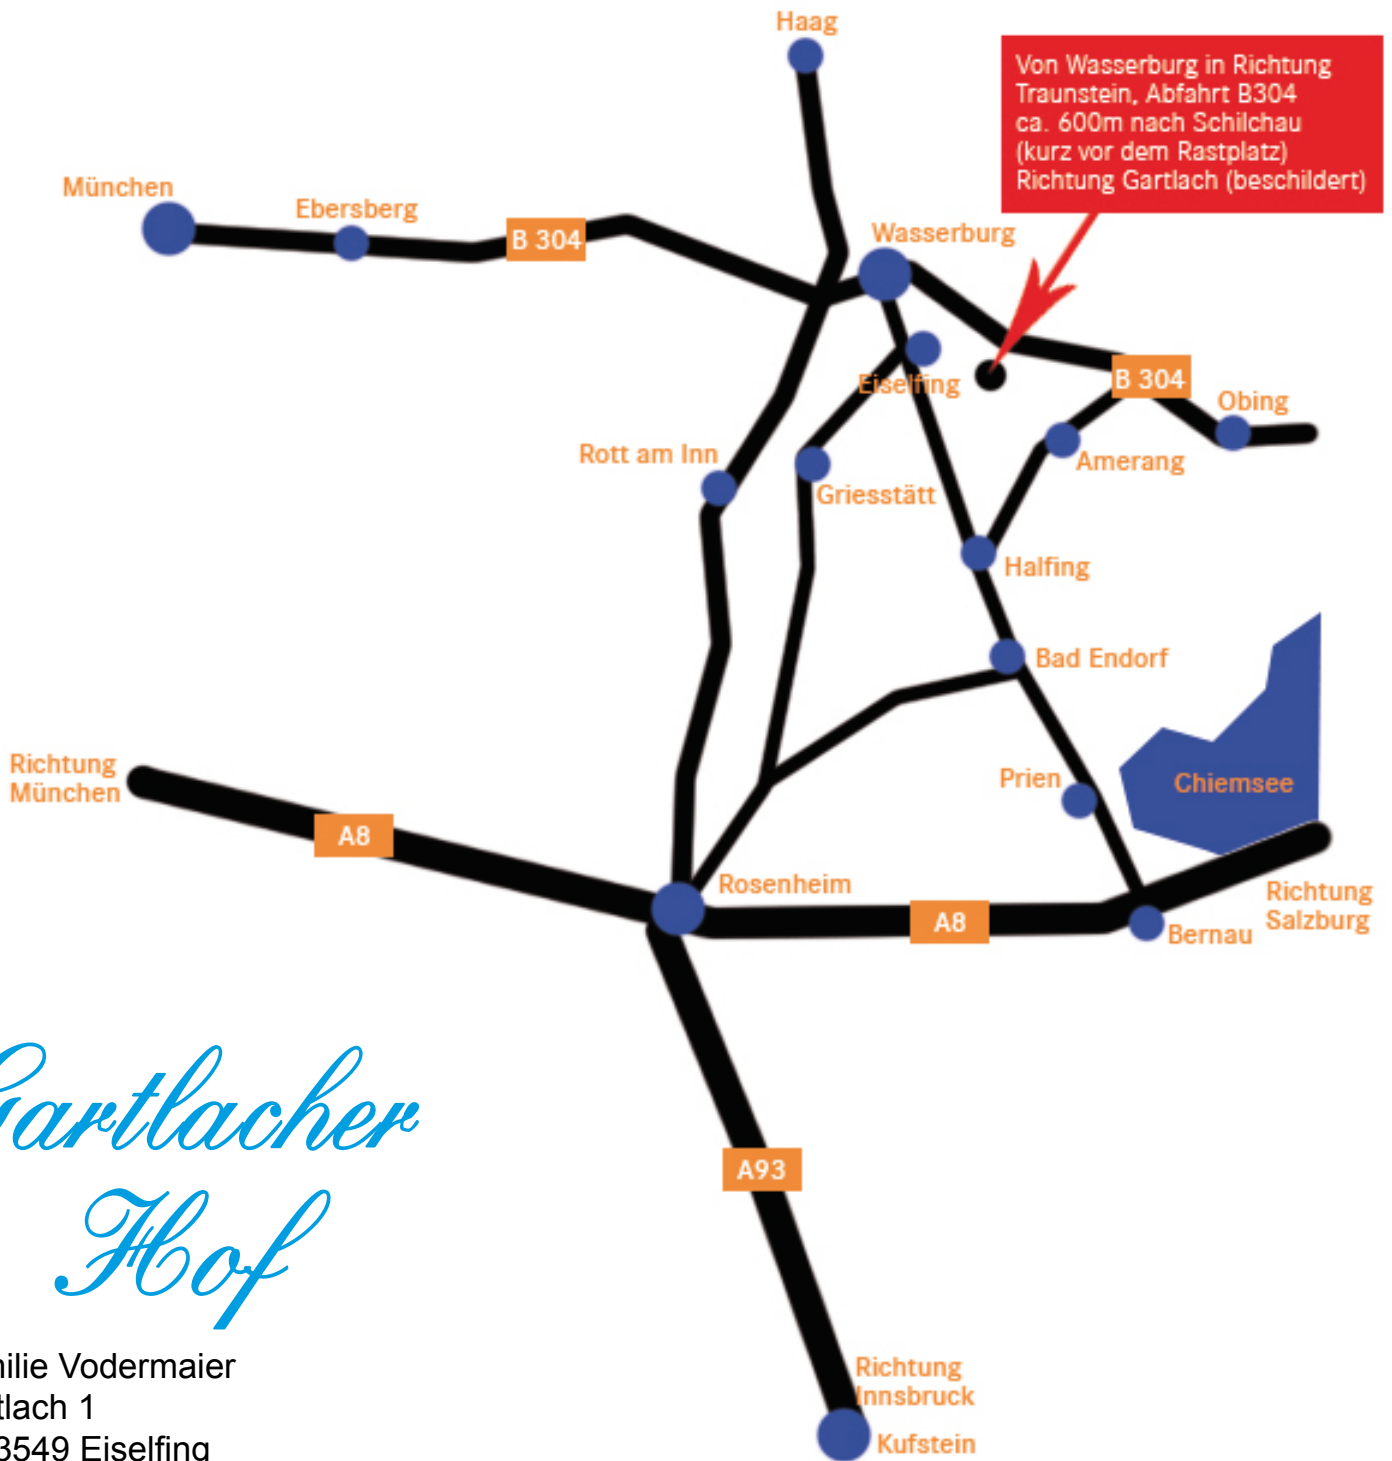 Haag
Von Wasserburg in Richtung
Traunstein, Abfahrt B304
ca. 600m nach Schilchau
(kurz vor dem Rastplatz)
Richtung Gartlach (beschildert)
München
Ebersberg
B 304
Wasserburg
Eiselfing
B 304
Obing
Rott am Inn
Amerang
Griesstätt
Halfing
Bad Endorf
Richtung
München
Prien
Chiemsee
A8
Rosenheim
A8
Richtung
Salzburg
Bernau
Gartlacher
Hof
A93
ilie Vodermaier
tlach 1
3549 Eiselfing
Richtung
Innsbruck
Kufstein